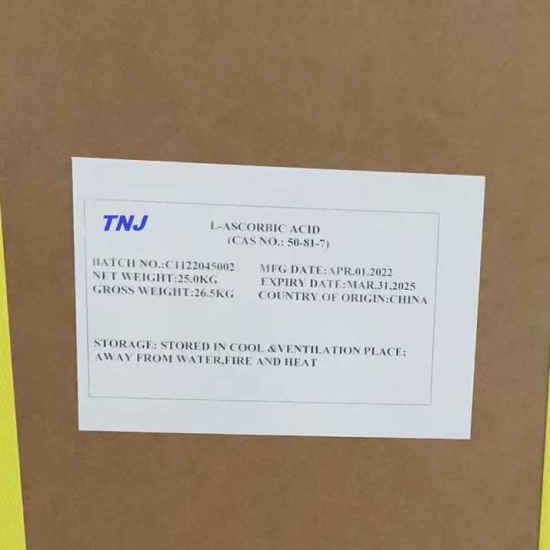 TNJ
L-ASCORBIC ACID
(CAS NO.: 50-81-7)
BATCH NO.:C1122045002 MFG DATE:APR.01.2022
NET WEIGHT:25.0KG EXPIRY DATE:MAR.31,2025
GROSS WEIGHT:26.5KG COUNTRY OF ORIGIN:CHINA
STORAGE: STORED IN COOL &VENTILATION PLACE;
AWAY FROM WATER,FIRE AND HEAT